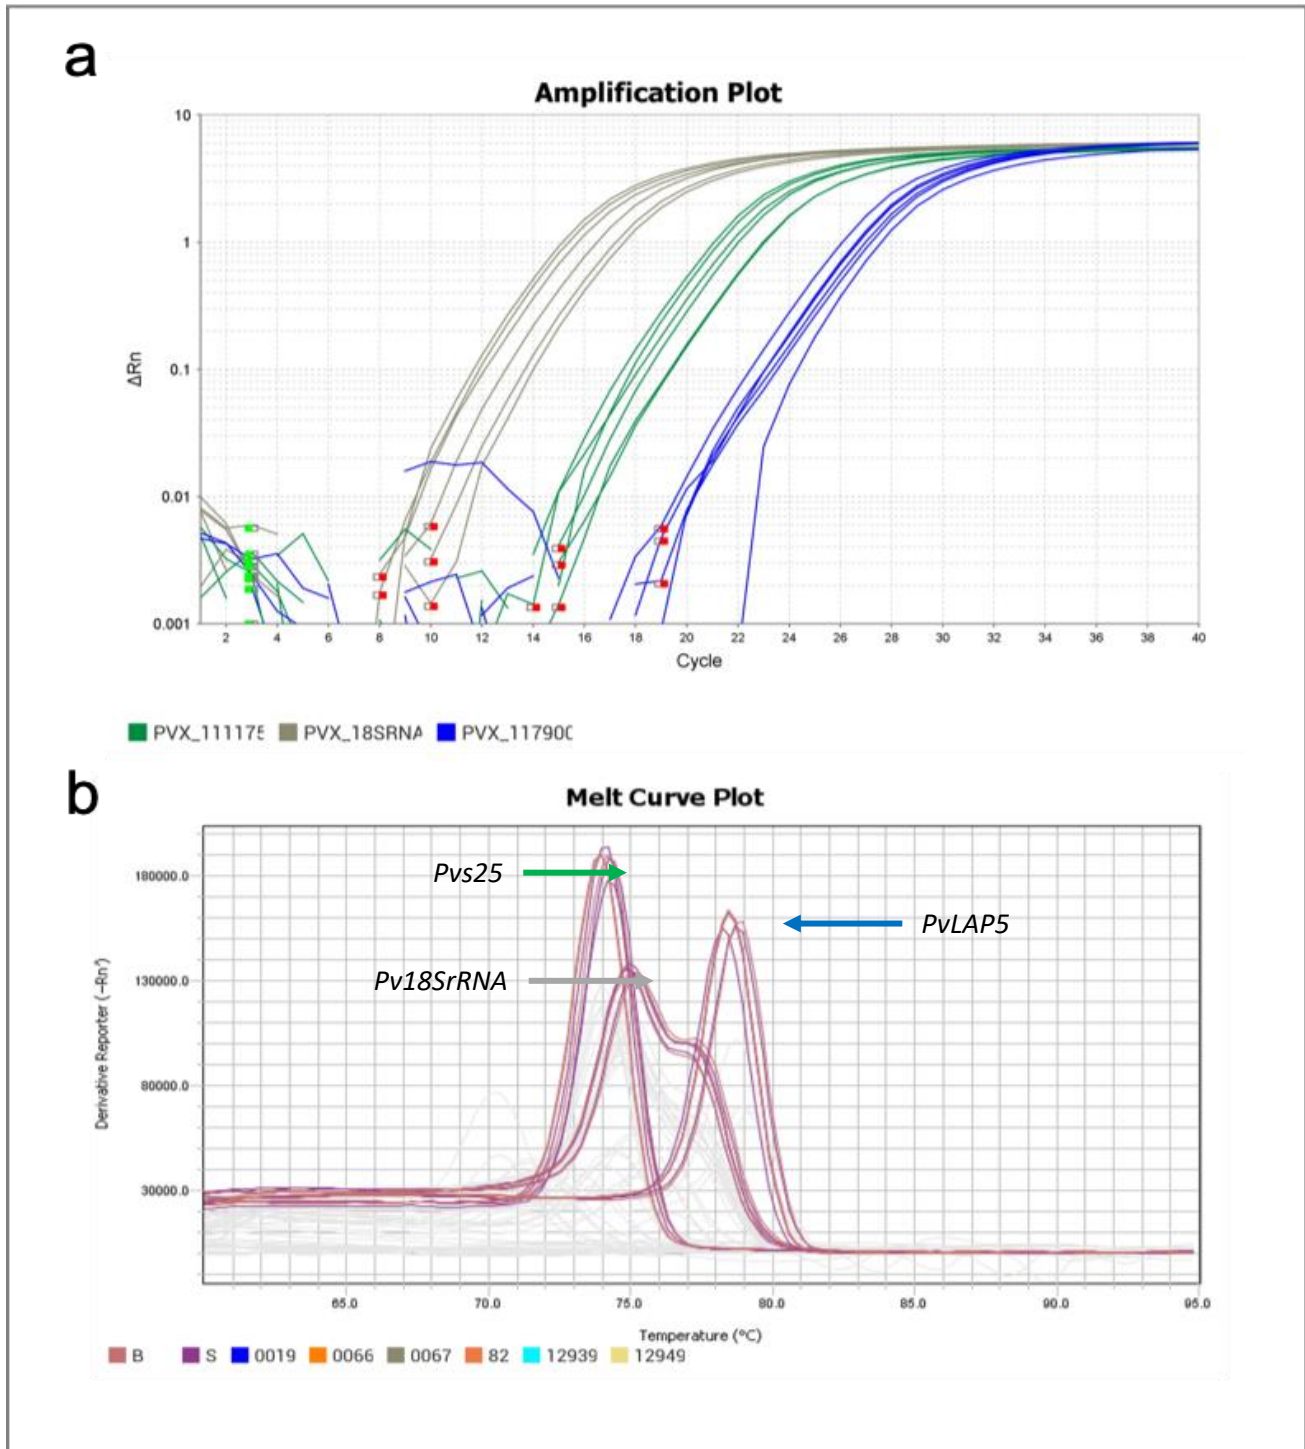 a
Amplification Plot
10
1
0.1
0.01
0.001
ΔRn
2 4 6 8 10 12 14 16 18 20 22 24 26 28 30 32 34 36 38 40
Cycle
PVX_111175 PVX_18SRNA PVX_117900
b
Melt Curve Plot
Pvs25
PvLAP5
Pv18SrRNA
180000.0
130000.0
80000.0
30000.0
Derivative Reporter (-Rn')
65.0 70.0 75.0 80.0 85.0 90.0 95.0
Temperature (°C)
B S 0019 0066 0067 82 12939 12949